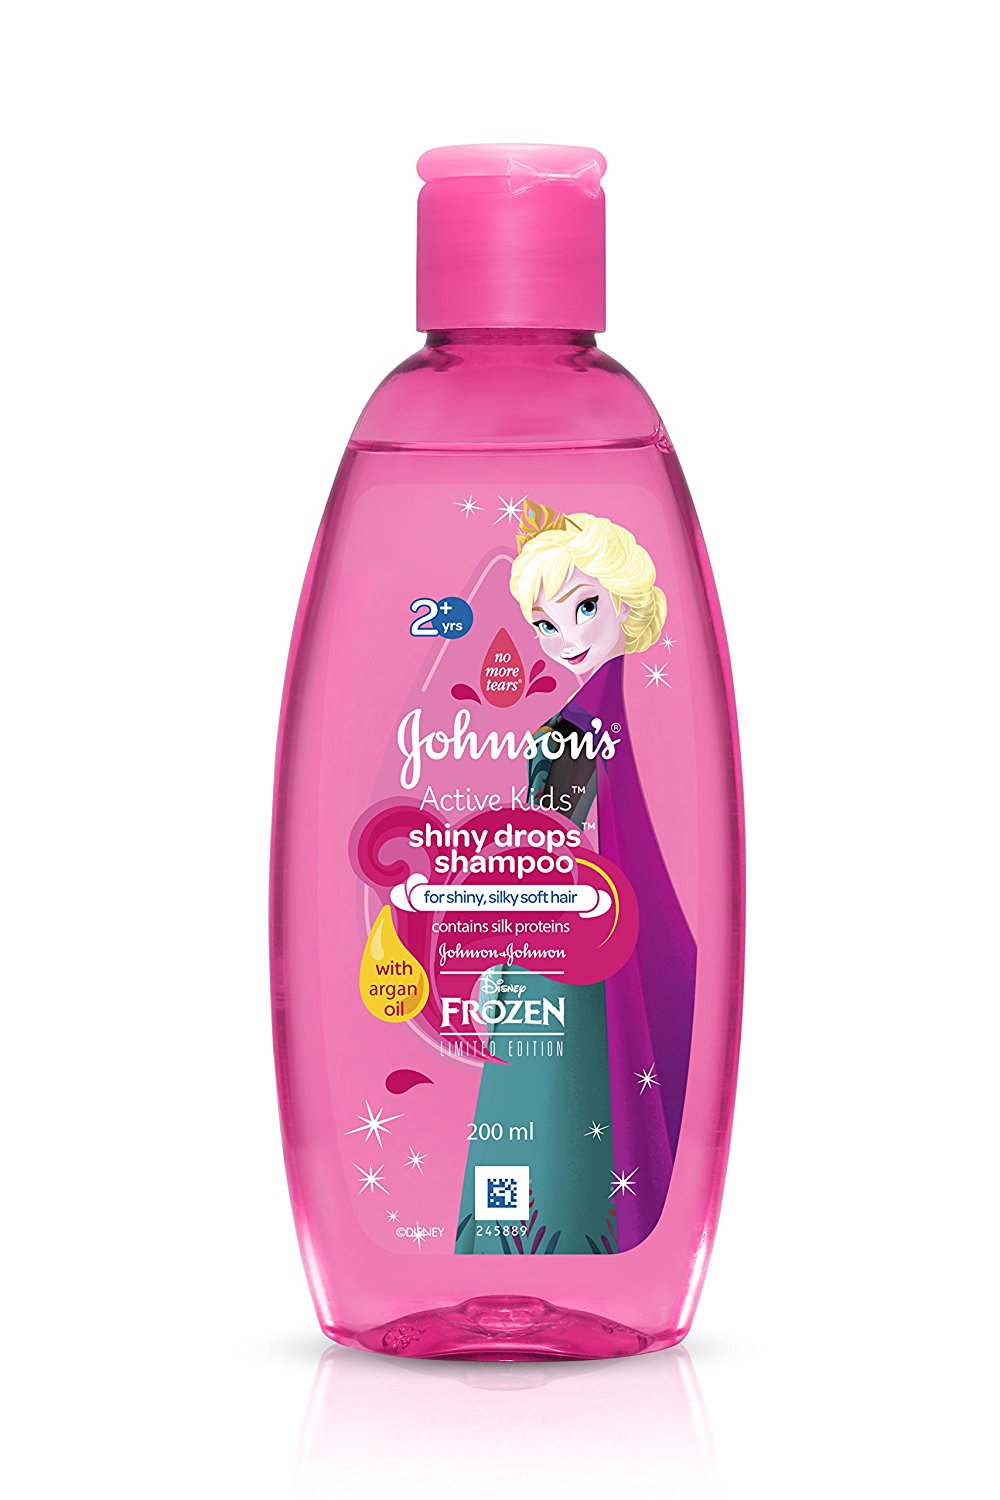 2+ yrs
no
more
tears®
Johnson's®
Active Kids™
shiny drops™
shampoo
for shiny, silky soft hair
contains silk proteins
Johnson & Johnson
with
argan
oil
Disney
FROZEN
LIMITED EDITION
200 ml
©DISNEY
245889